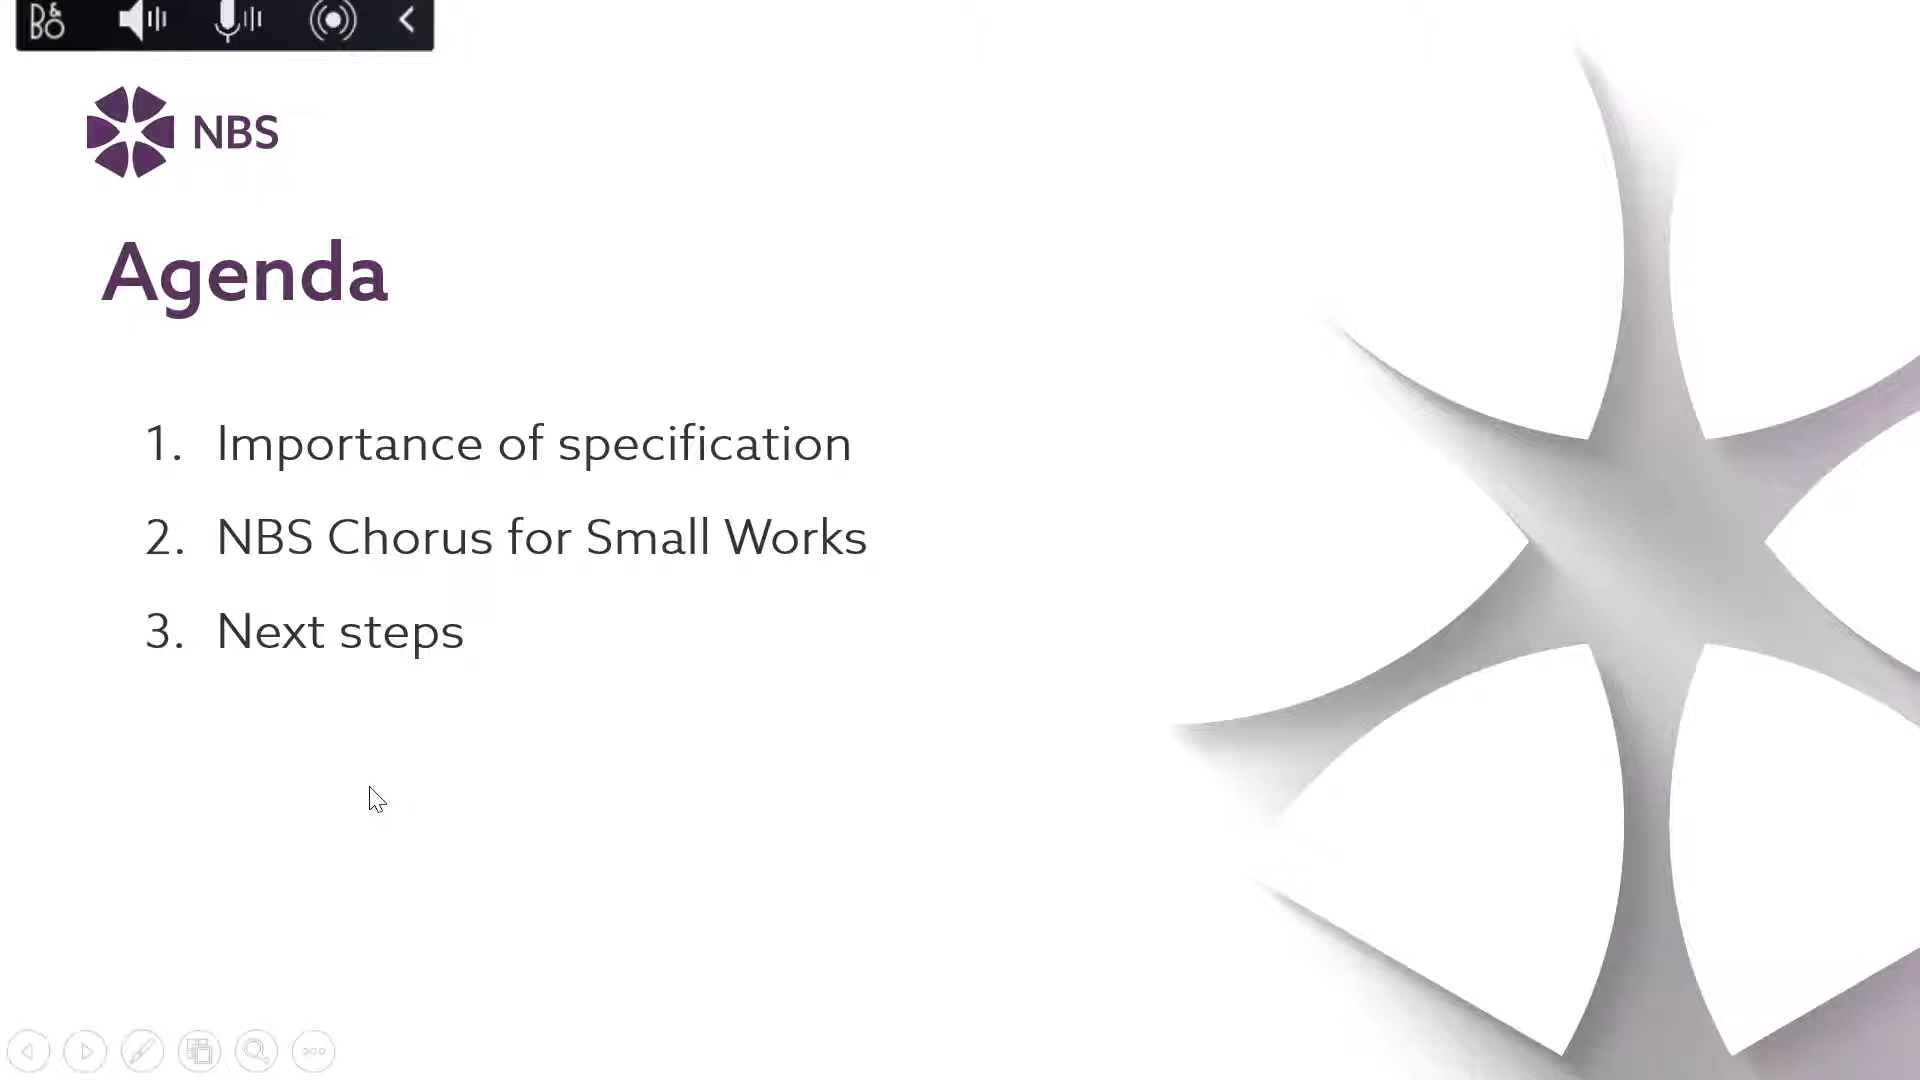 B&O
NBS
Agenda
1. Importance of specification
2. NBS Chorus for Small Works
3. Next steps